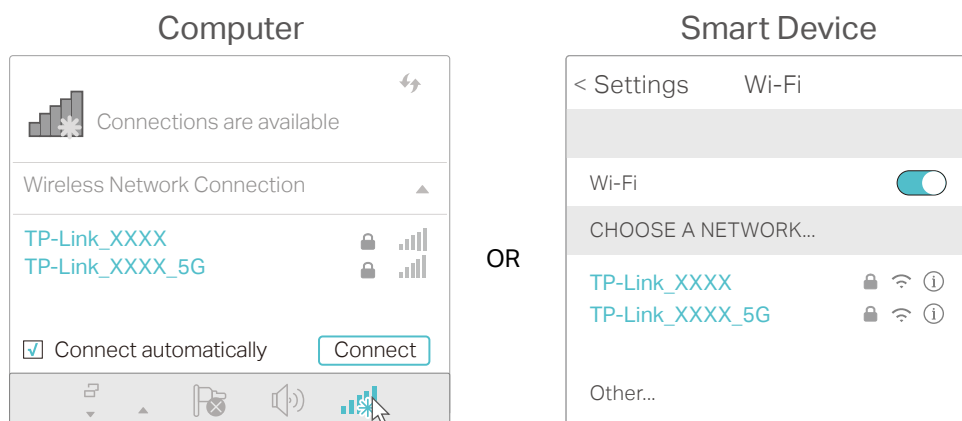 Computer
Connections are available
Wireless Network Connection
TP-Link_XXXX
TP-Link_XXXX_5G
Connect automatically
Connect
OR
Smart Device
< Settings Wi-Fi
Wi-Fi
CHOOSE A NETWORK...
TP-Link_XXXX
TP-Link_XXXX_5G
Other...